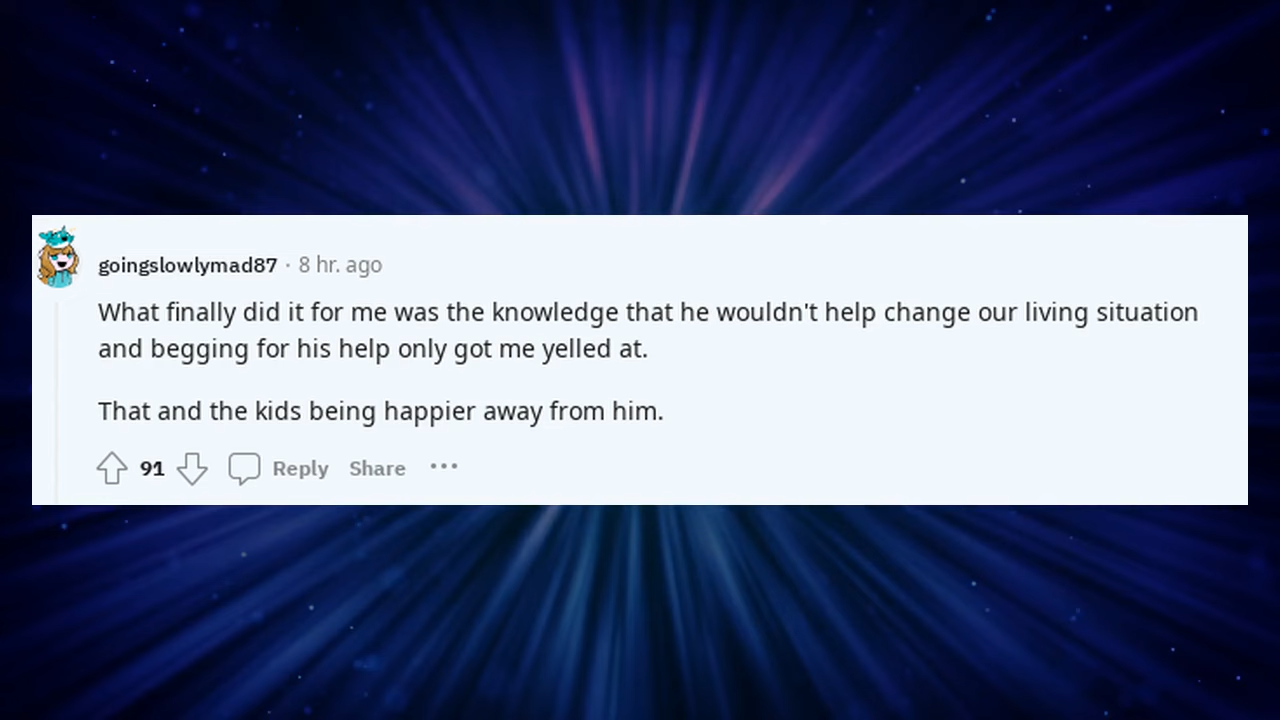 goingslowlymad87 · 8 hr. ago
What finally did it for me was the knowledge that he wouldn't help change our living situation
and begging for his help only got me yelled at.
That and the kids being happier away from him.
91 Reply Share •••